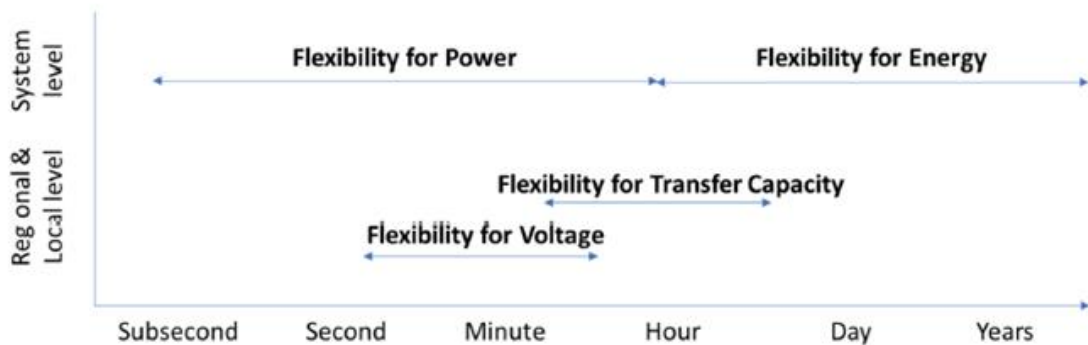 System
level
Flexibility for Power
Flexibility for Energy
Reg onal &
Local level
Flexibility for Transfer Capacity
Flexibility for Voltage
Subsecond
Second
Minute
Hour
Day
Years